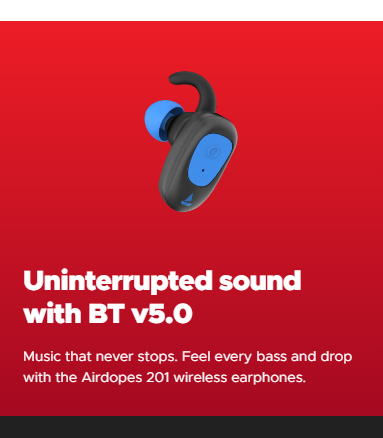 Uninterrupted sound
with BT v5.0
Music that never stops. Feel every bass and drop
with the Airdopes 201 wireless earphones.